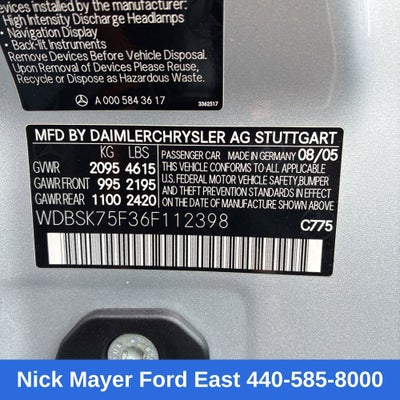 evices installed by the manufacturer:
High Intensity Discharge Headlamps
• Navigation Display
• Back-lit Instruments
Remove Devices Before Vehicle Disposal.
Upon Removal of Devices Please Reuse,
Recycle or Dispose as Hazardous Waste.
A 000 584 36 17
3362517
MFD BY DAIMLERCHRYSLER AG STUTTGART
KG LBS PASSENGER CAR MADE IN GERMANY 08/05
GVWR 2095 4615 THIS VEHICLE CONFORMS TO ALL APPLICABLE
GAWR FRONT 995 2195 U.S. FEDERAL MOTOR VEHICLE SAFETY, BUMPER,
GAWR REAR 1100 2420 AND THEFT PREVENTION STANDARDS IN EFFECT ON THE DATE OF MANUFACTURE SHOWN ABOVE
WDBSK75F36F112398 C775
Nick Mayer Ford East 440-585-8000